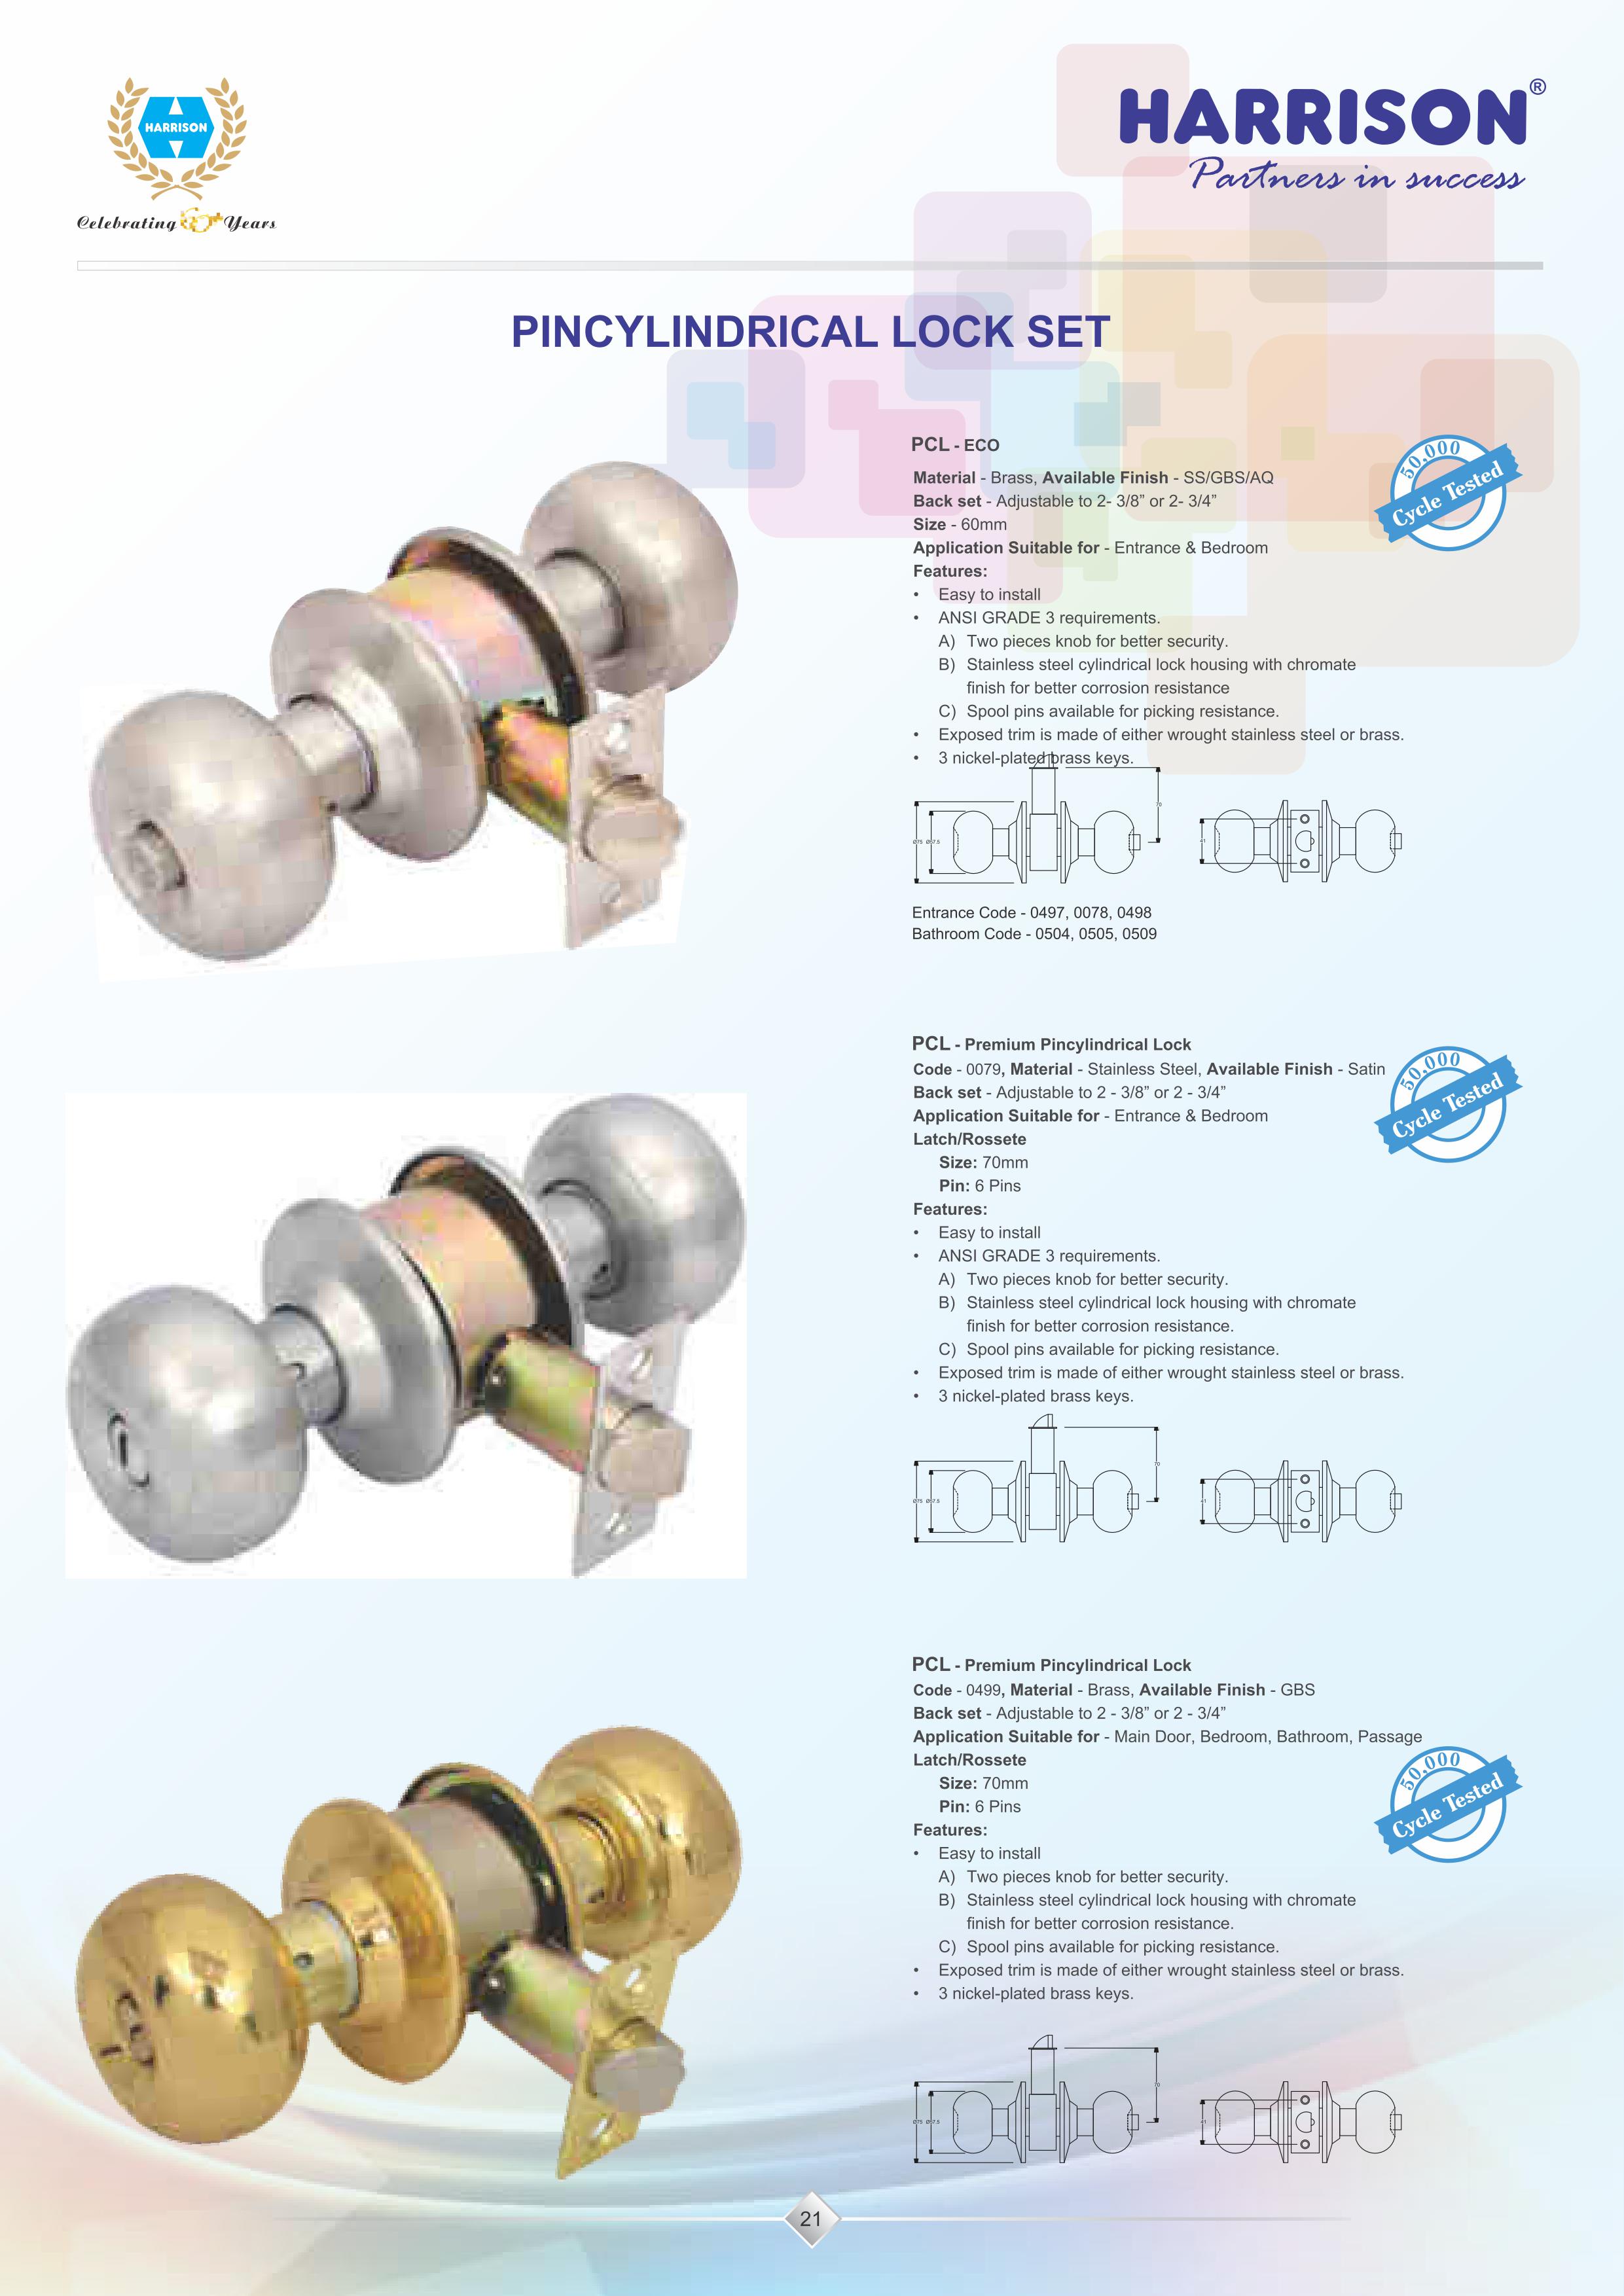 HARRISON
Celebrating Years
HARRISON®
Partners in success
PINCYLINDRICAL LOCK SET
PCL - ECO
Material - Brass, Available Finish - SS/GBS/AQ
Back set - Adjustable to 2- 3/8” or 2- 3/4”
Size - 60mm
Application Suitable for - Entrance & Bedroom
Features:
• Easy to install
• ANSI GRADE 3 requirements.
A) Two pieces knob for better security.
B) Stainless steel cylindrical lock housing with chromate
finish for better corrosion resistance
C) Spool pins available for picking resistance.
• Exposed trim is made of either wrought stainless steel or brass.
• 3 nickel-plated brass keys.
50,000
Cycle Tested
Entrance Code - 0497, 0078, 0498
Bathroom Code - 0504, 0505, 0509
PCL - Premium Pincylindrical Lock
Code - 0079, Material - Stainless Steel, Available Finish - Satin
Back set - Adjustable to 2 - 3/8” or 2 - 3/4”
Application Suitable for - Entrance & Bedroom
Latch/Rossete
Size: 70mm
Pin: 6 Pins
Features:
• Easy to install
• ANSI GRADE 3 requirements.
A) Two pieces knob for better security.
B) Stainless steel cylindrical lock housing with chromate
finish for better corrosion resistance.
C) Spool pins available for picking resistance.
• Exposed trim is made of either wrought stainless steel or brass.
• 3 nickel-plated brass keys.
50,000
Cycle Tested
PCL - Premium Pincylindrical Lock
Code - 0499, Material - Brass, Available Finish - GBS
Back set - Adjustable to 2 - 3/8” or 2 - 3/4”
Application Suitable for - Main Door, Bedroom, Bathroom, Passage
Latch/Rossete
Size: 70mm
Pin: 6 Pins
Features:
• Easy to install
A) Two pieces knob for better security.
B) Stainless steel cylindrical lock housing with chromate
finish for better corrosion resistance.
C) Spool pins available for picking resistance.
• Exposed trim is made of either wrought stainless steel or brass.
• 3 nickel-plated brass keys.
50,000
Cycle Tested
21